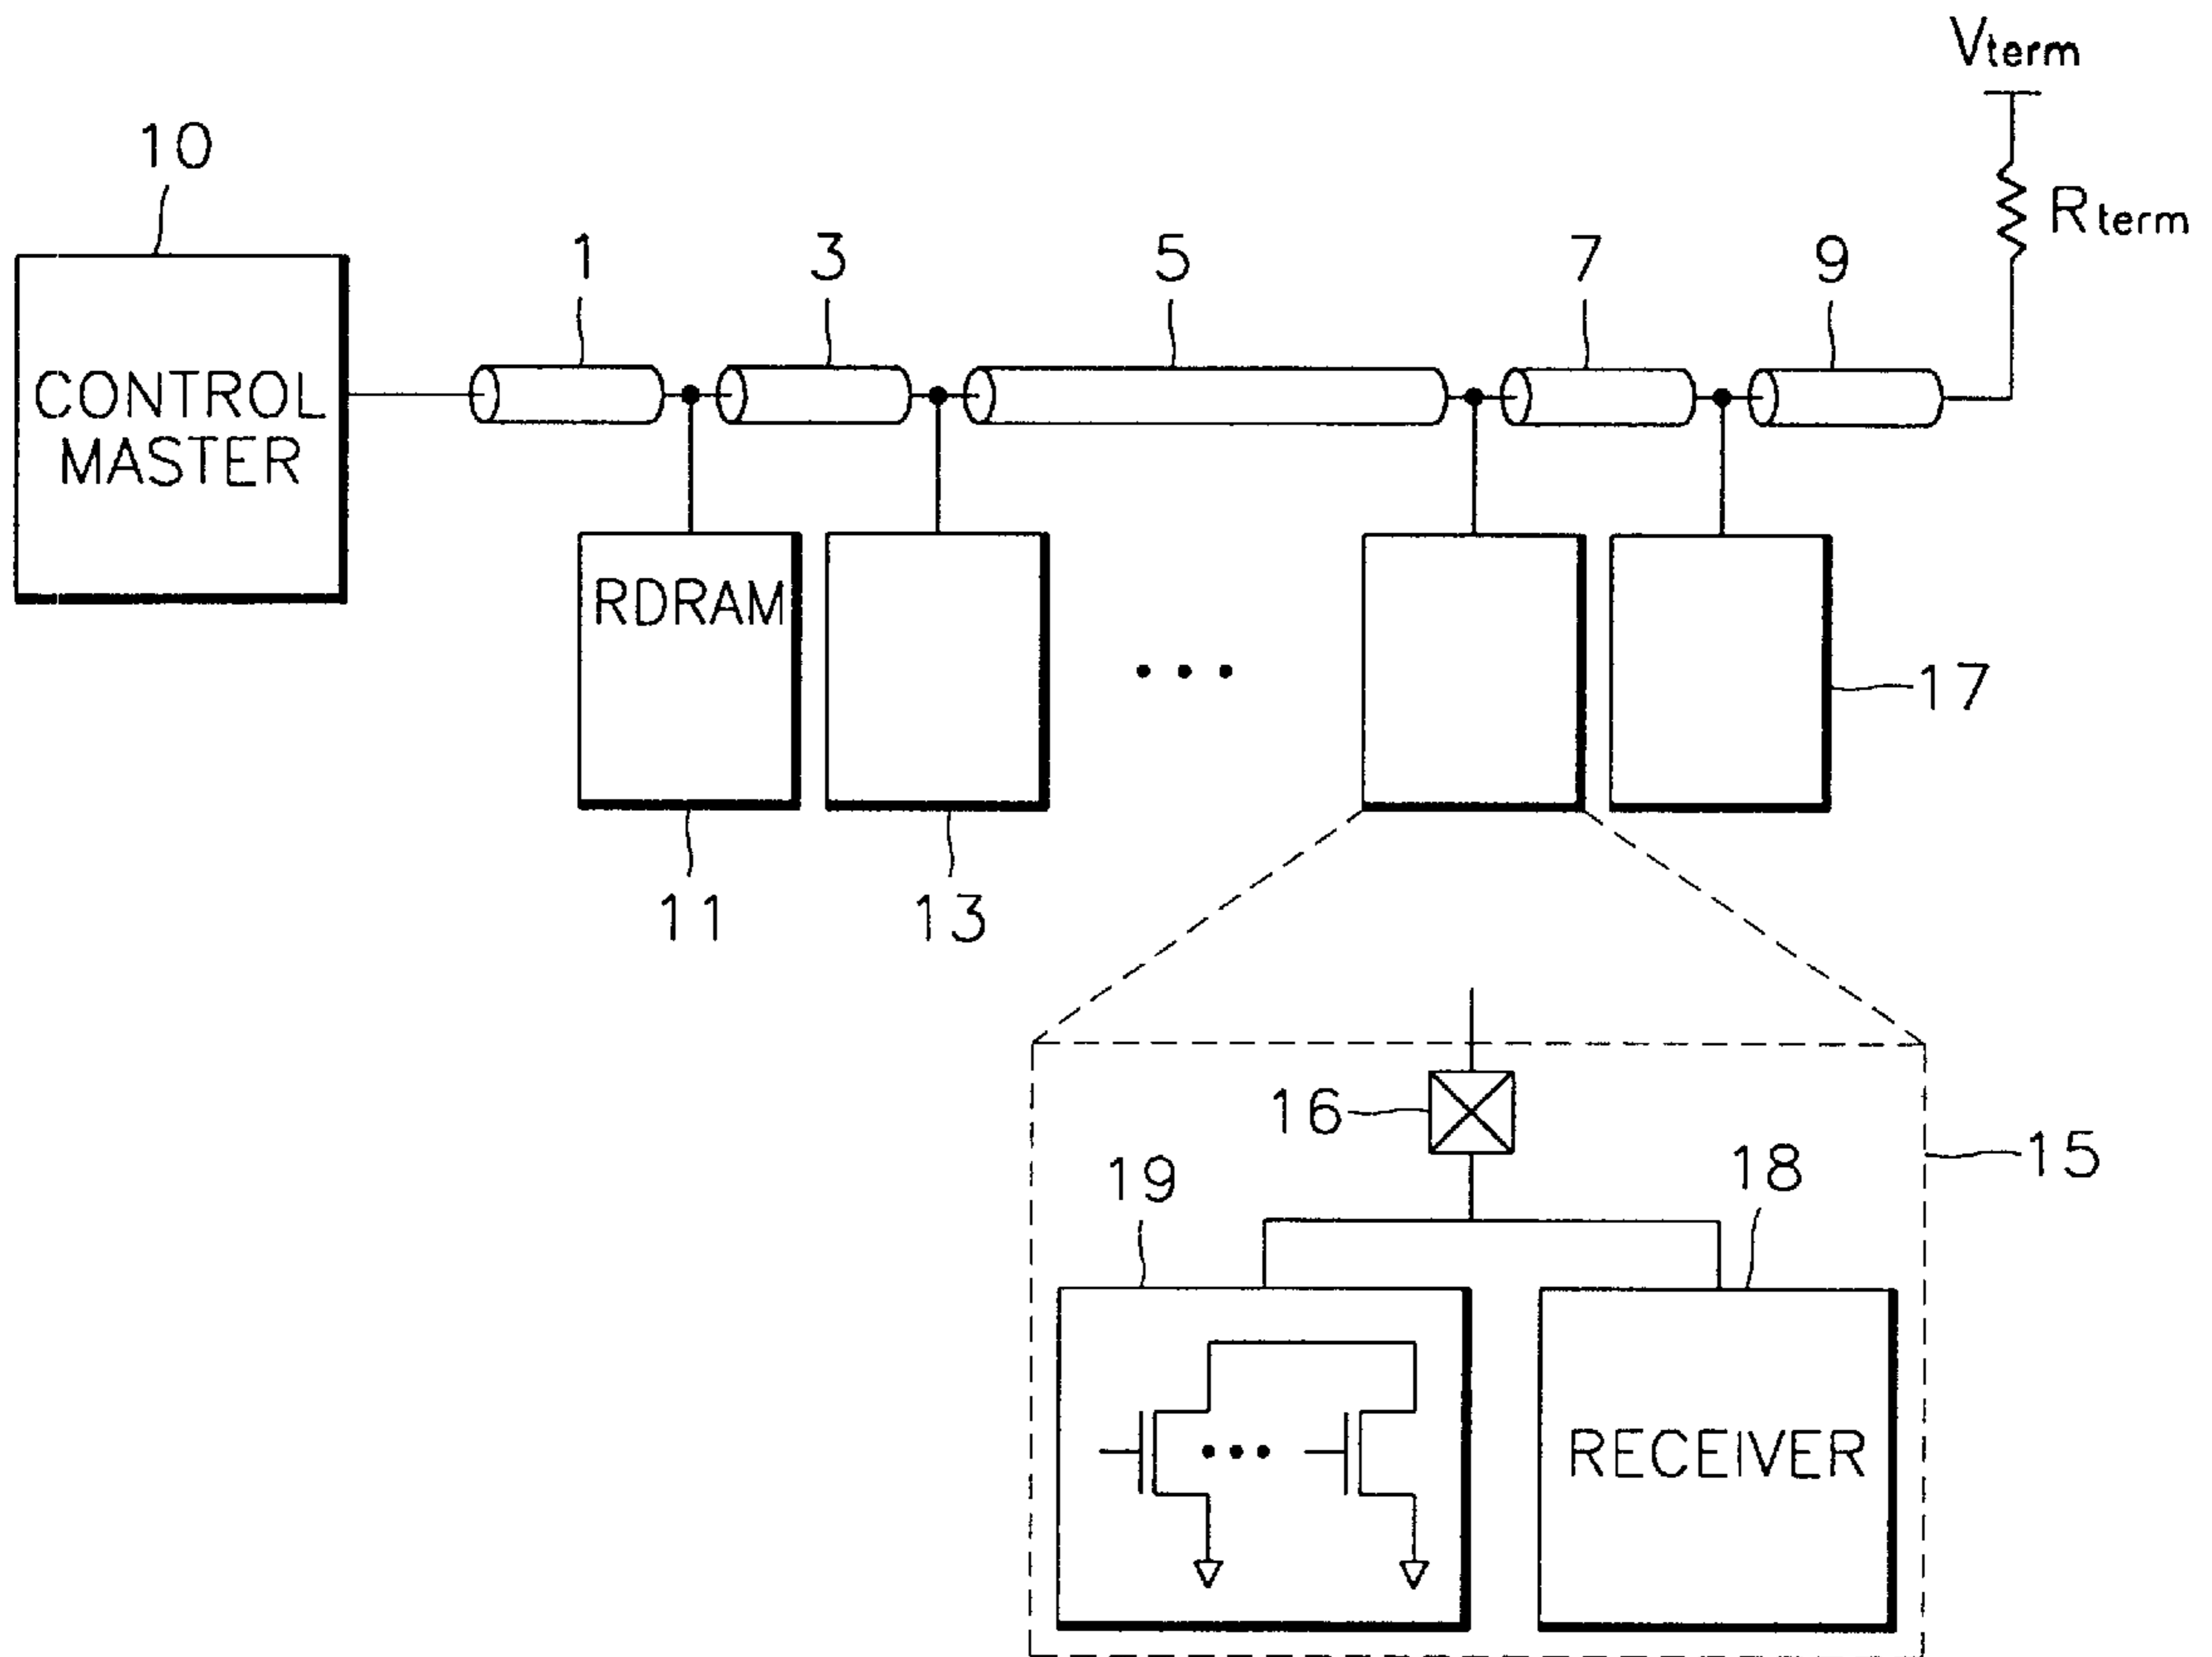 Vterm
10
Rterm
1
3
5
7
9
CONTROL
MASTER
RDRAM
17
11
13
16
15
19
18
RECEIVER